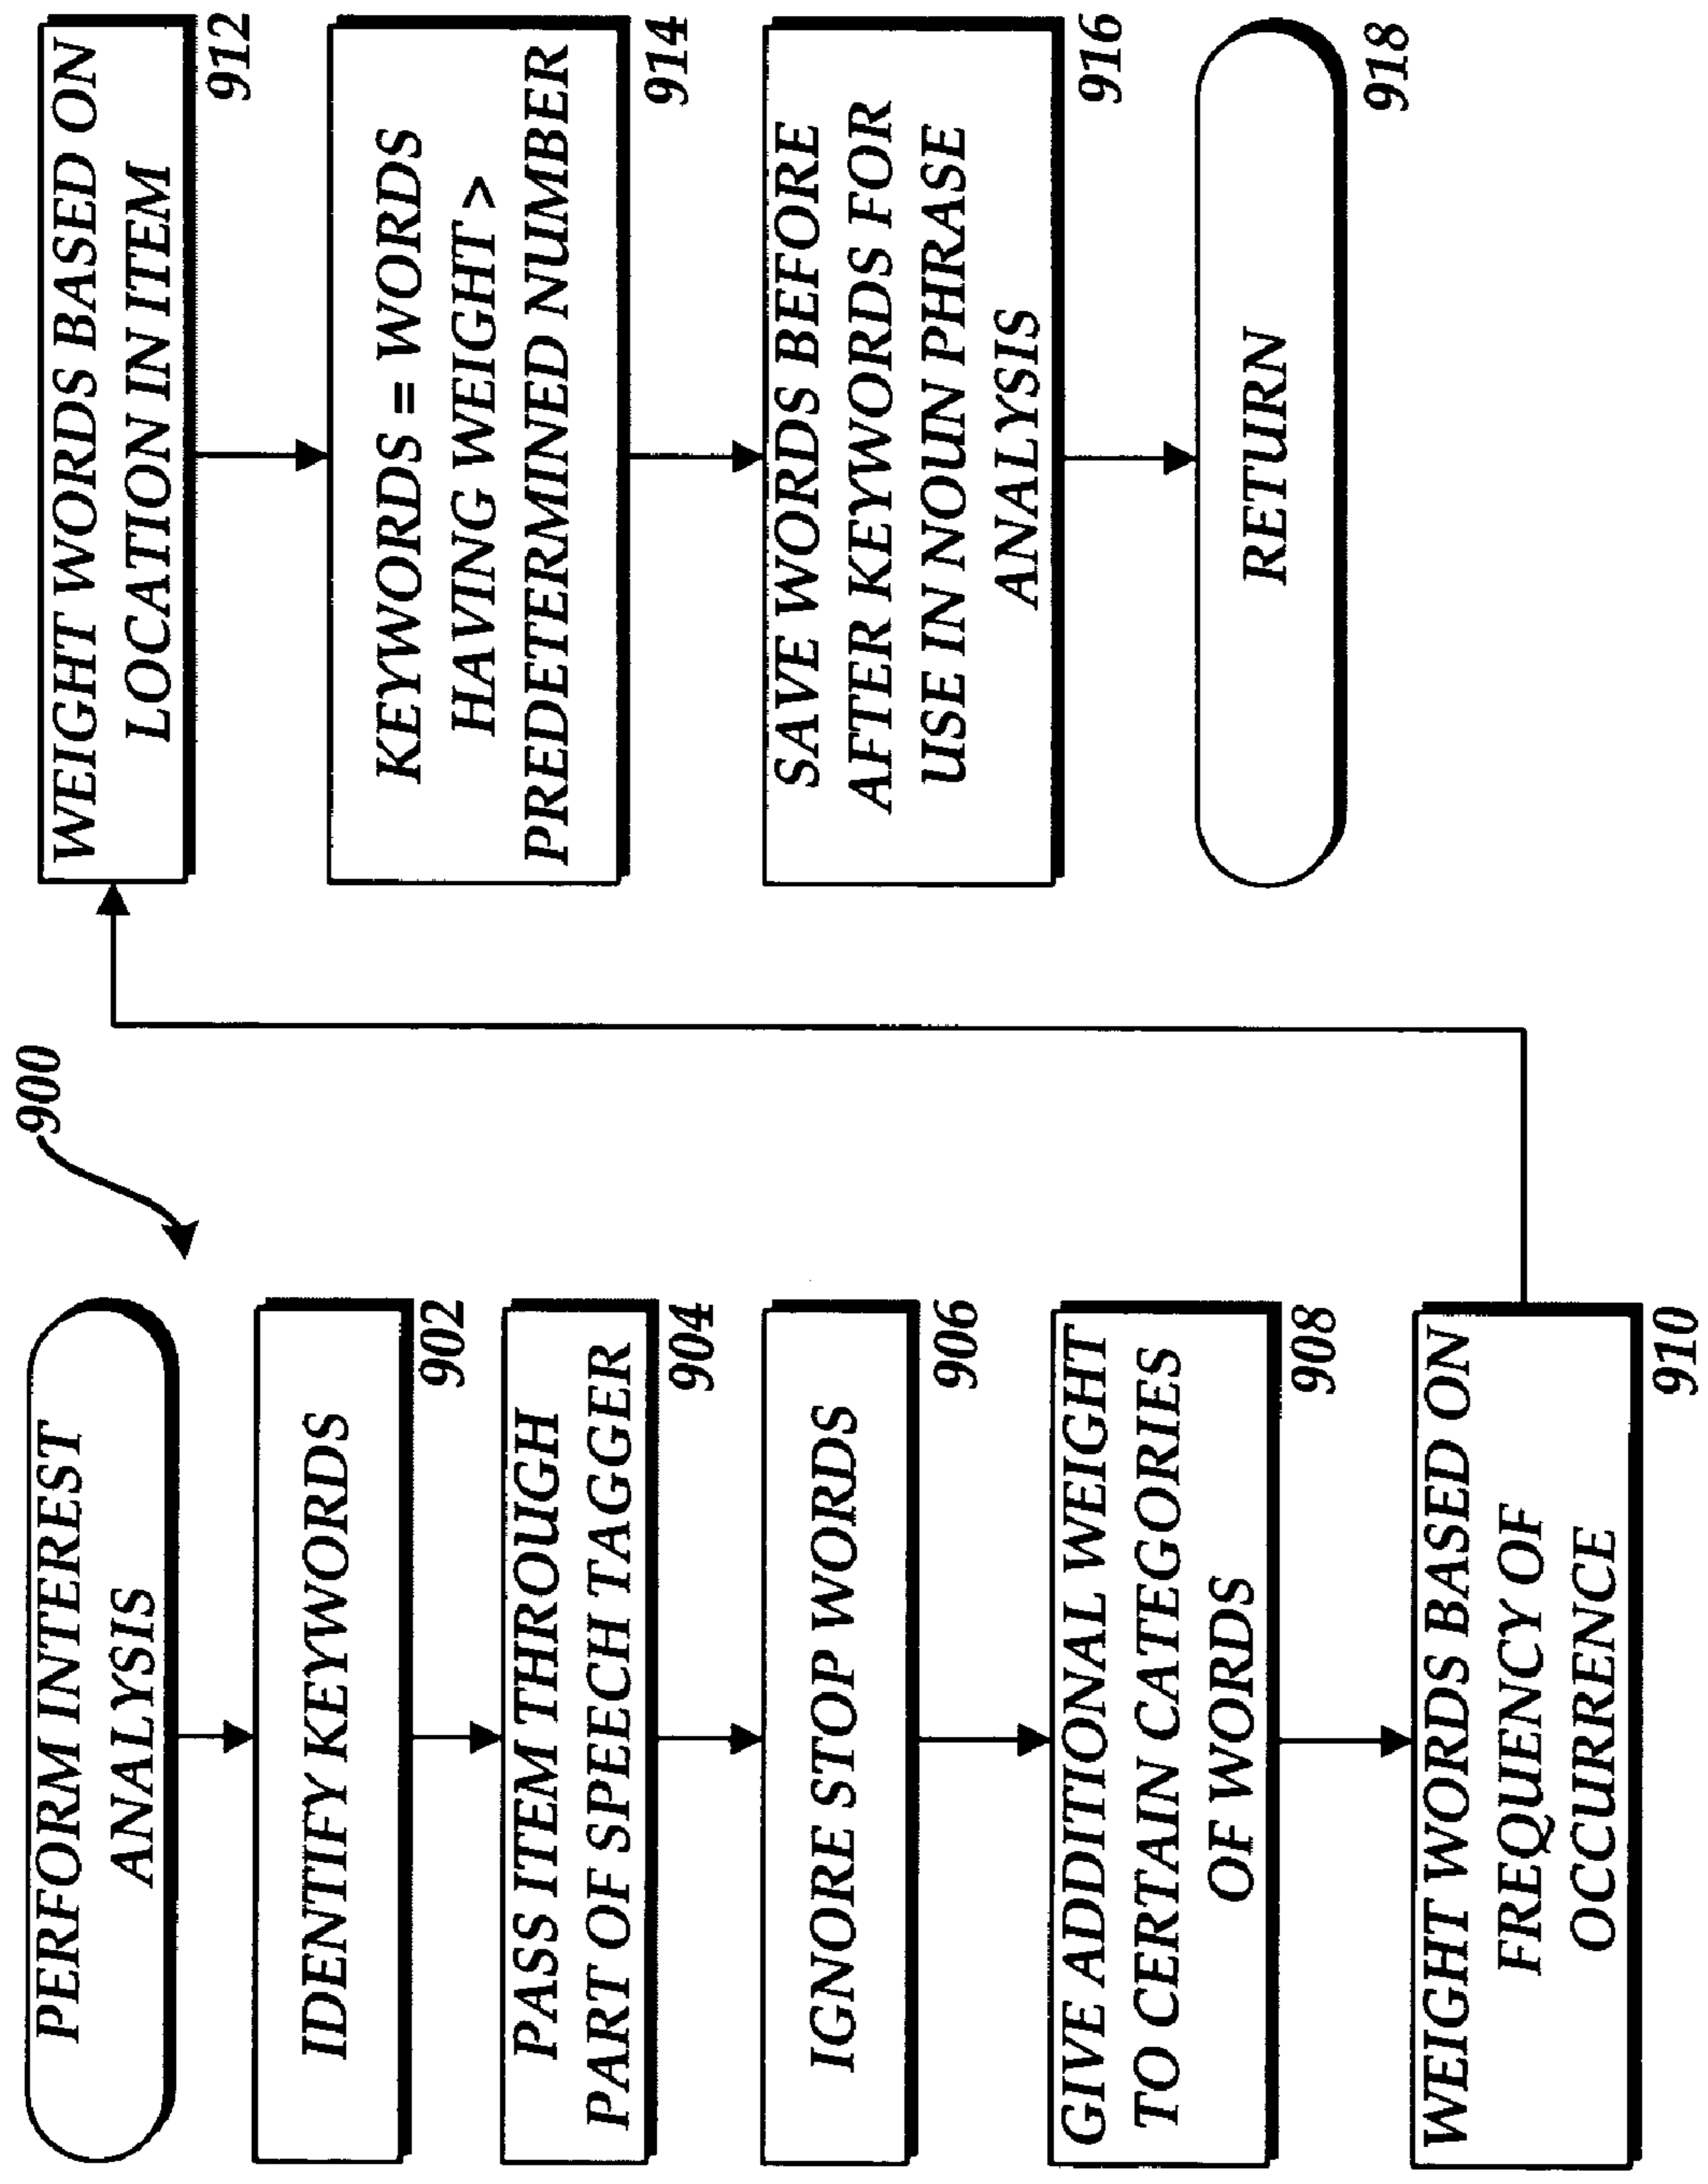 900
PERFORM INTEREST
ANALYSIS
IDENTIFY KEYWORDS
902
PASS ITEM THROUGH
PART OF SPEECH TAGGER
904
IGNORE STOP WORDS
906
GIVE ADDITIONAL WEIGHT
TO CERTAIN CATEGORIES
OF WORDS
908
WEIGHT WORDS BASED ON
FREQUENCY OF
OCCURRENCE
910
WEIGHT WORDS BASED ON
LOCATION IN ITEM
912
KEYWORDS = WORDS
HAVING WEIGHT >
PREDETERMINED NUMBER
914
SAVE WORDS BEFORE
AFTER KEYWORDS FOR
USE IN NOUN PHRASE
ANALYSIS
916
RETURN
918